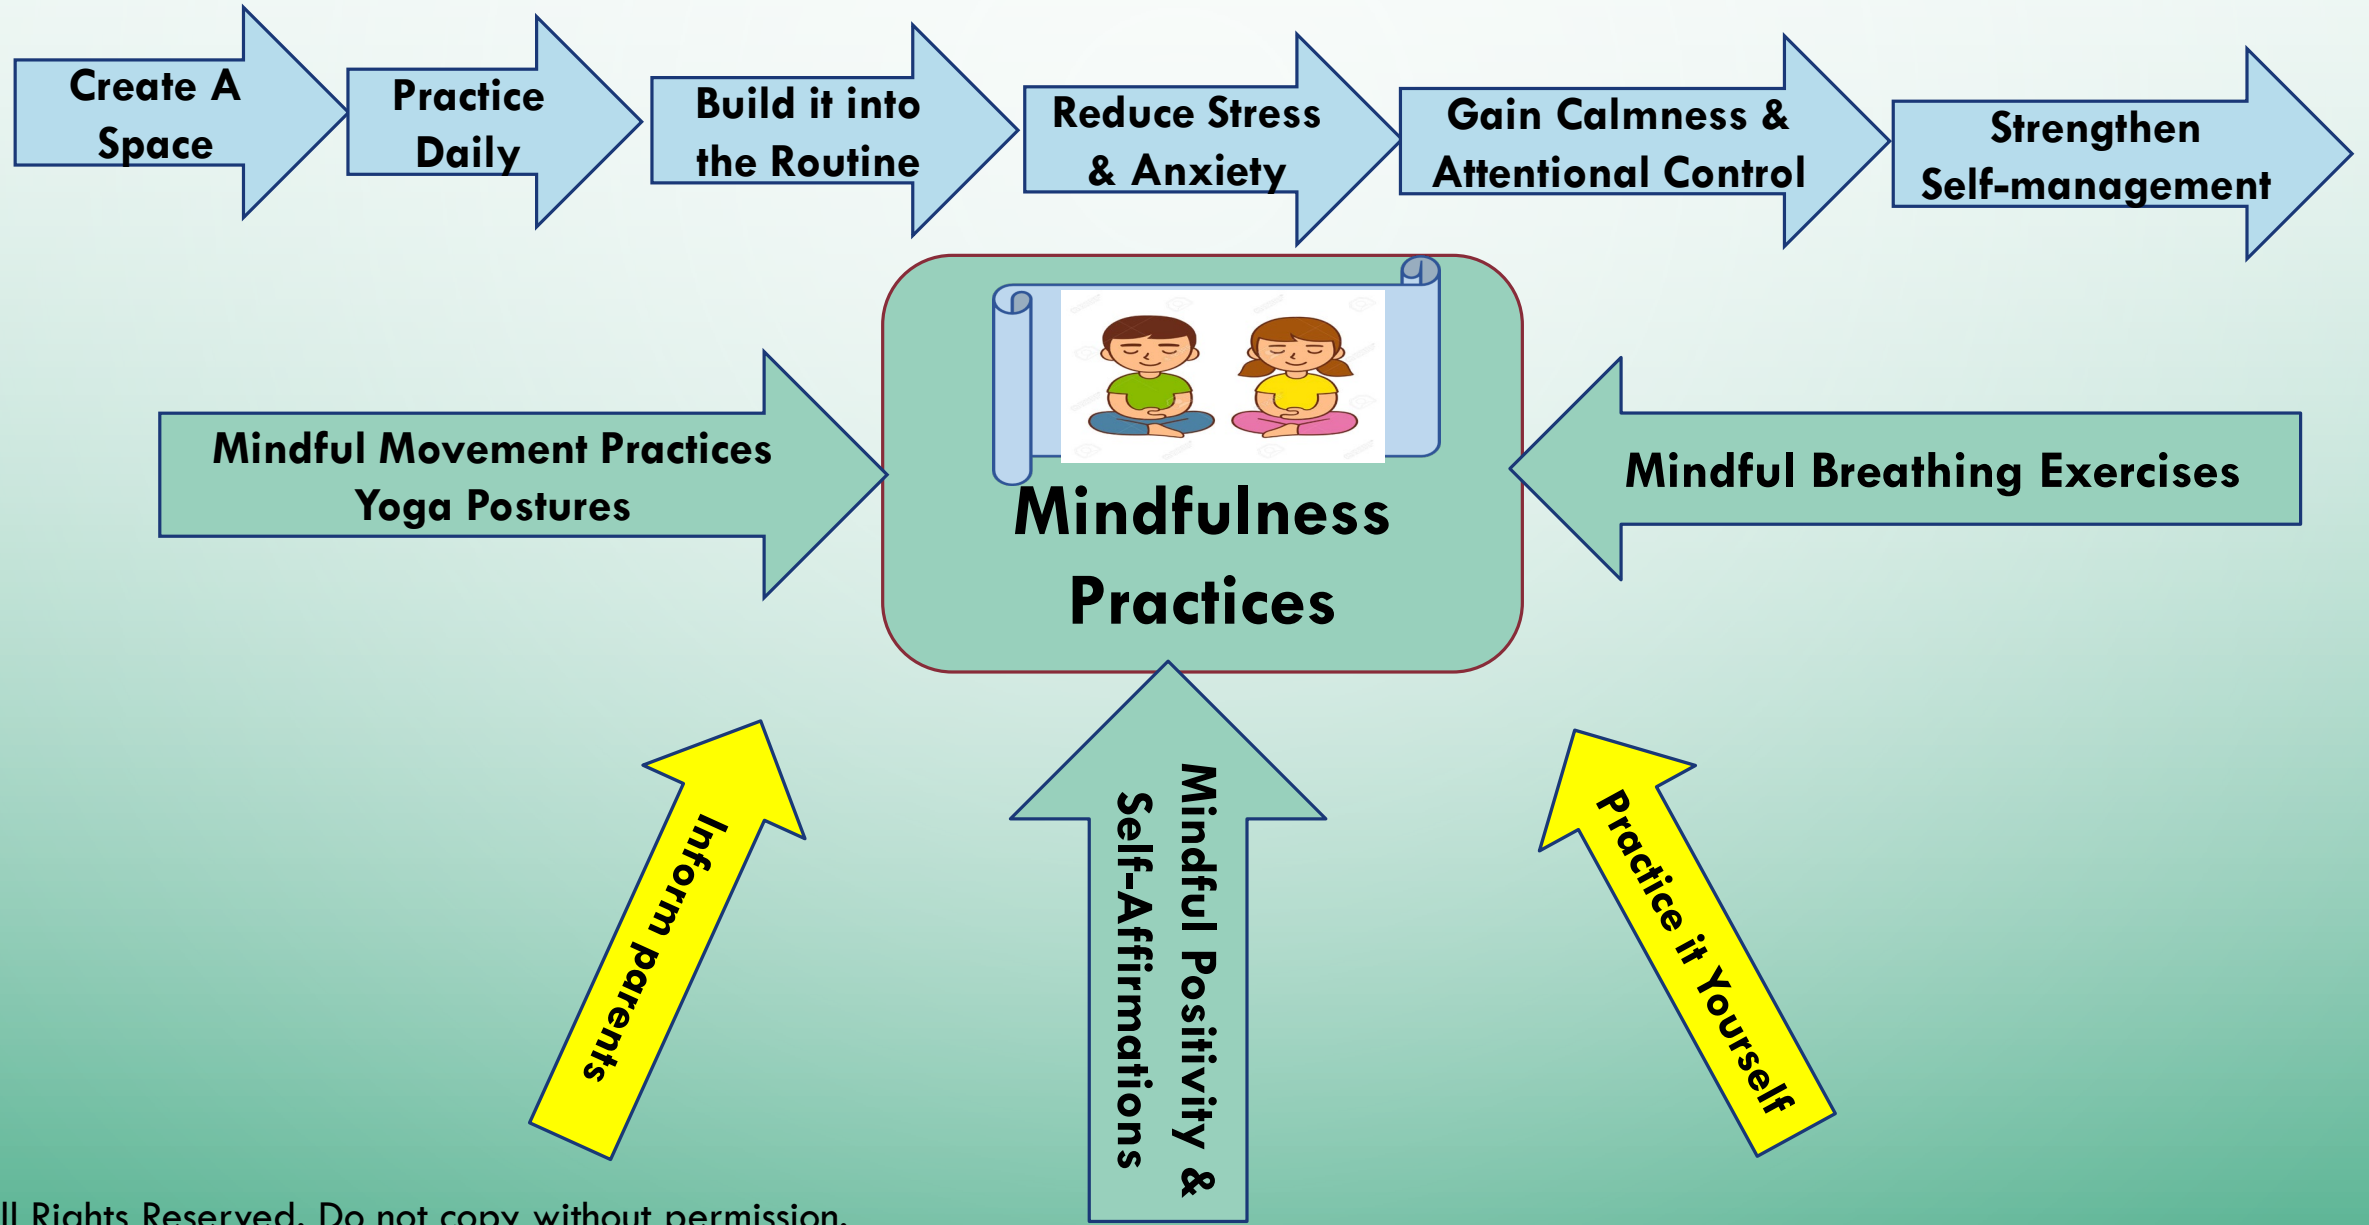 Create A
Space
Practice
Daily
Build it into
the Routine
Reduce Stress
& Anxiety
Gain Calmness &
Attentional Control
Strengthen
Self-management
Mindful Movement Practices
Yoga Postures
Mindfulness
Practices
Mindful Breathing Exercises
Inform parents
Mindful Positivity &
Self-Affirmations
Practice it Yourself
ll Rights Reserved. Do not copy without permission.